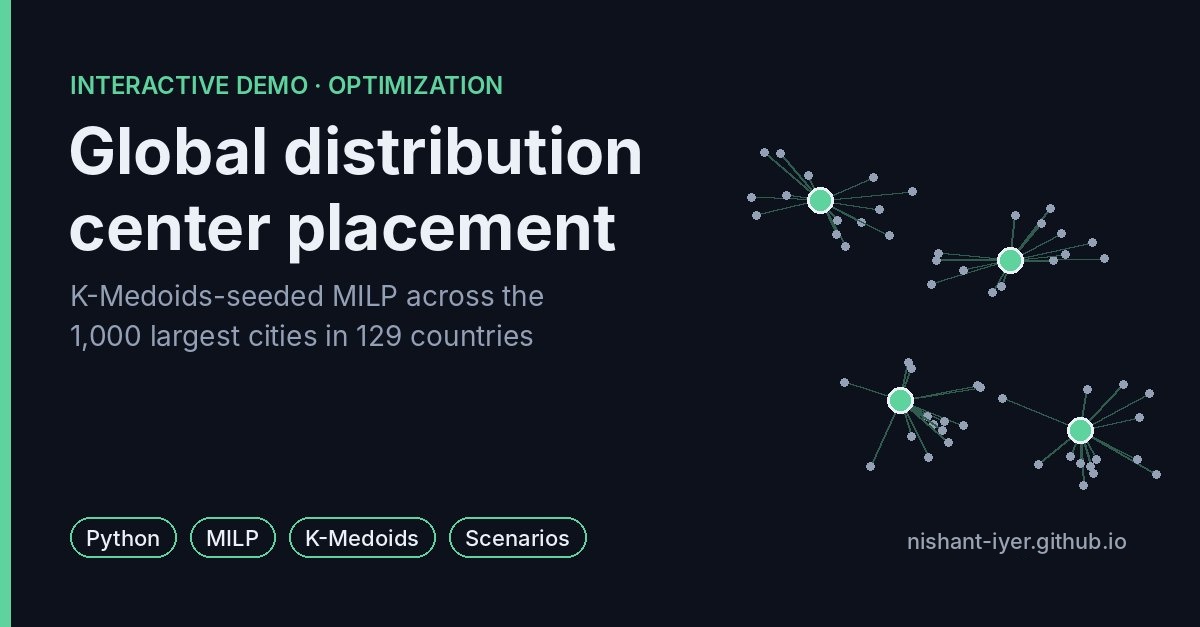 INTERACTIVE DEMO · OPTIMIZATION
Global distribution
center placement
K-Medoids-seeded MILP across the
1,000 largest cities in 129 countries
Python
MILP
K-Medoids
Scenarios
nishant-iyer.github.io